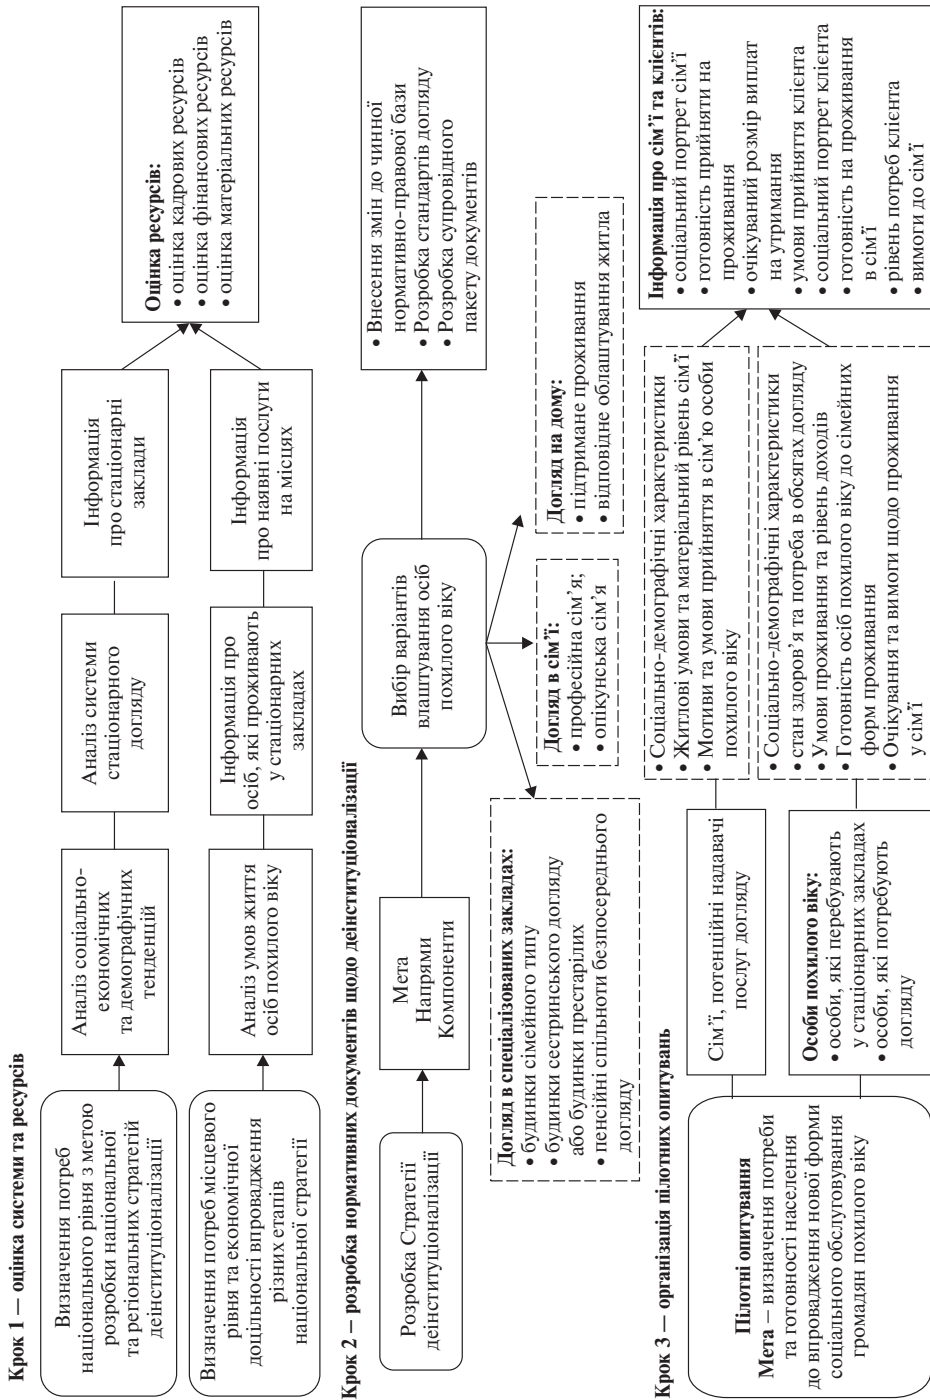 Крок 1 — оцінка системи та ресурсів
Визначення потреб
національного рівня з метою
розробки національної
та регіональних стратегій
деінституціоналізації
Аналіз соціально-
економічних
та демографічних
тенденцій
Аналіз системи
стаціонарного
догляду
Інформація
про стаціонарні
заклади
Визначення потреб місцевого
рівня та економічної
доцільності впровадження
різних етапів
національної стратегії
Аналіз умов життя
осіб похилого віку
Інформація про
осіб, які проживають
у стаціонарних
закладах
Інформація
про наявні послуги
на місцях
Оцінка ресурсів:
• оцінка кадрових ресурсів
• оцінка фінансових ресурсів
• оцінка матеріальних ресурсів
Крок 2 — розробка нормативних документів щодо деінституціоналізації
Розробка Стратегії
деінституціоналізації
Мета
Напрями
Компоненти
Вибір варіантів
влаштування осіб
похилого віку
• Внесення змін до чинної
нормативно-правової бази
• Розробка стандартів догляду
• Розробка супровідного
пакету документів
Догляд в спеціалізованих закладах:
• будинки сімейного типу
• будинки сестринського догляду
або будинки престарілих
• пенсійні спільноти безпосереднього
догляду
Догляд в сім’ї:
• професійна сім’я;
• опікунська сім’я
Догляд на дому:
• підтримане проживання
• відповідне облаштування житла
Крок 3 — організація пілотних опитувань
Пілотні опитування
Мета — визначення потреби
та готовності населення
до впровадження нової форми
соціального обслуговування
громадян похилого віку
Сім’ї, потенційні надавачі
послуг догляду
• Соціально-демографічні характеристики
• Житлові умови та матеріальний рівень сім’ї
• Мотиви та умови прийняття в сім’ю особи
похилого віку
Особи похилого віку:
• особи, які перебувають
у стаціонарних закладах
• особи, які потребують
догляду
• Соціально-демографічні характеристики
• стан здоров’я та потреба в обсягах догляду
• Умови проживання та рівень доходів
• Готовність осіб похилого віку до сімейних
форм проживання
• Очікування та вимоги щодо проживання
у сім’ї
Інформація про сім’ї та клієнтів:
• соціальний портрет сім’ї
• готовність прийняти на
проживання
• очікуваний розмір виплат
на утримання
• умови прийняття клієнта
• соціальний портрет клієнта
• готовність на проживання
в сім’ї
• рівень потреб клієнта
• вимоги до сім’ї